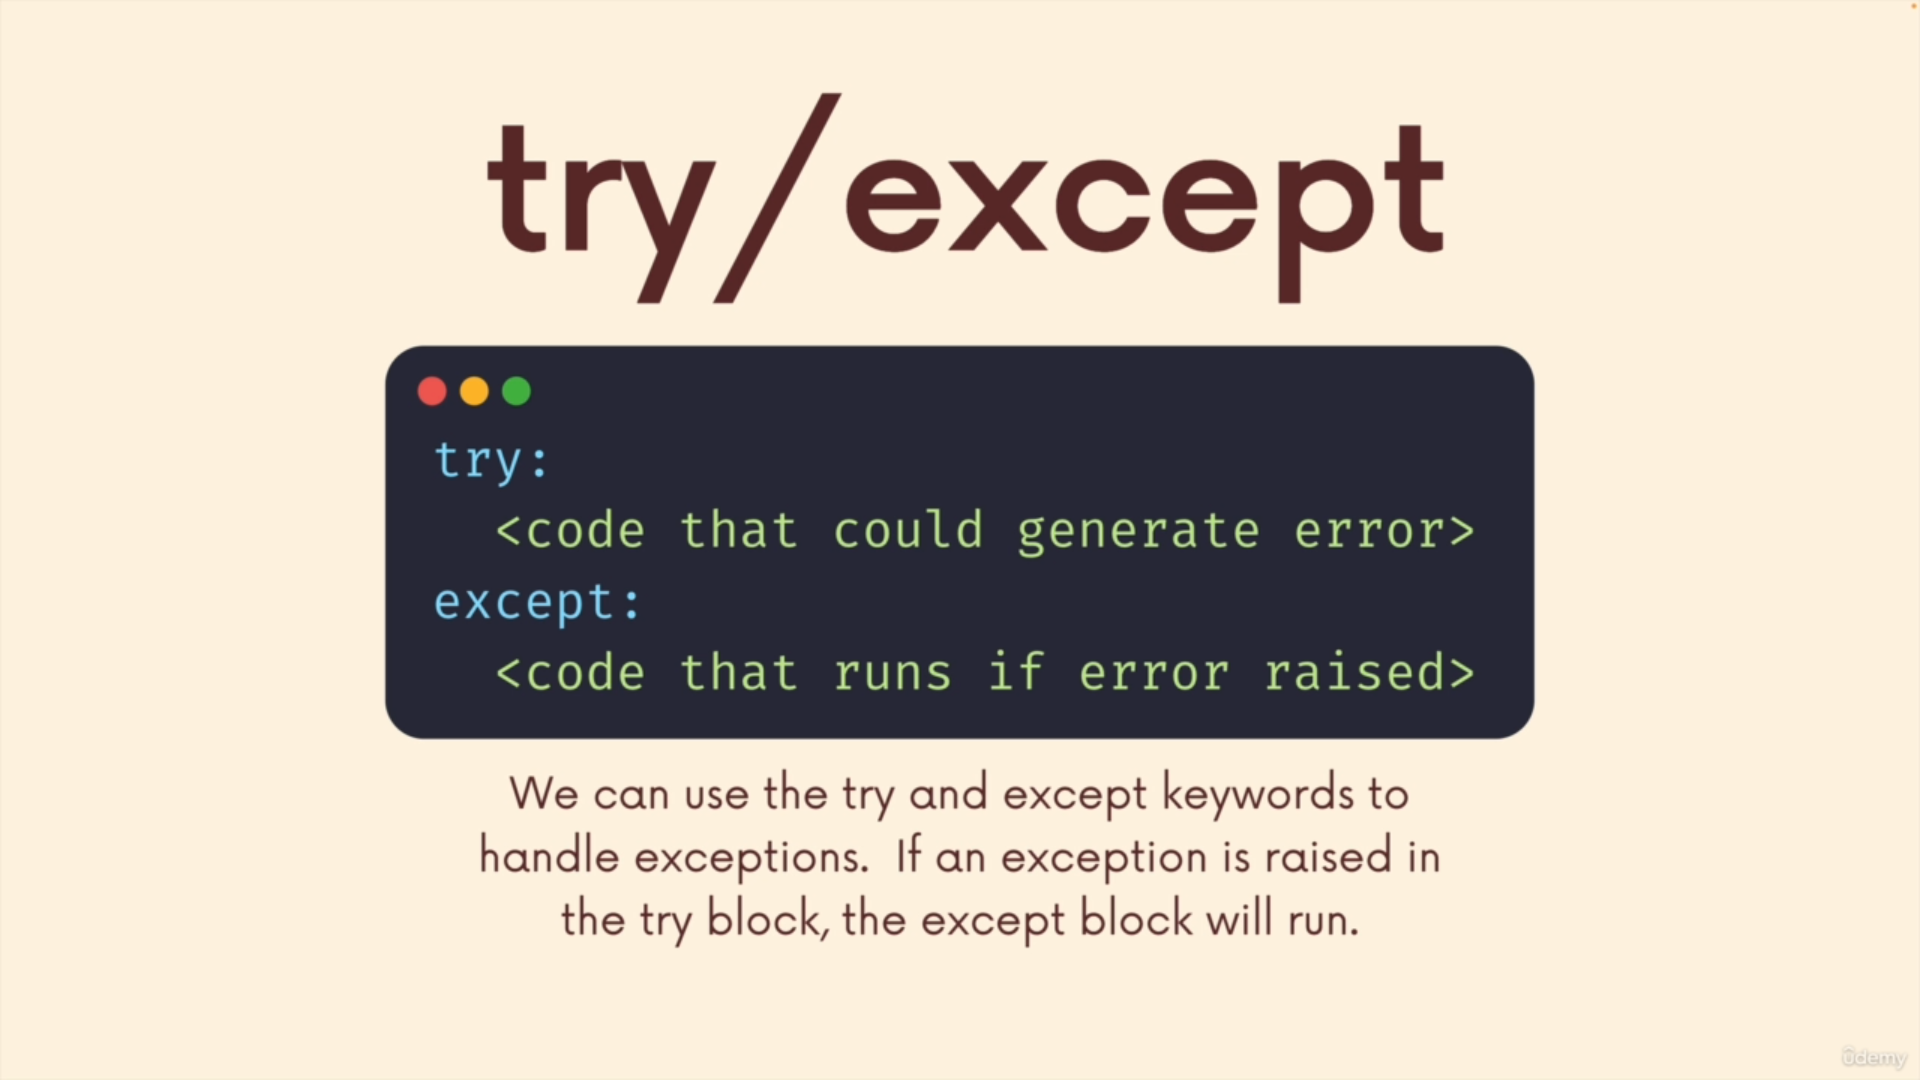 try/except
try:
<code that could generate error>
except:
<code that runs if error raised>
We can use the try and except keywords to
handle exceptions.  If an exception is raised in
the try block, the except block will run.
ûdemy